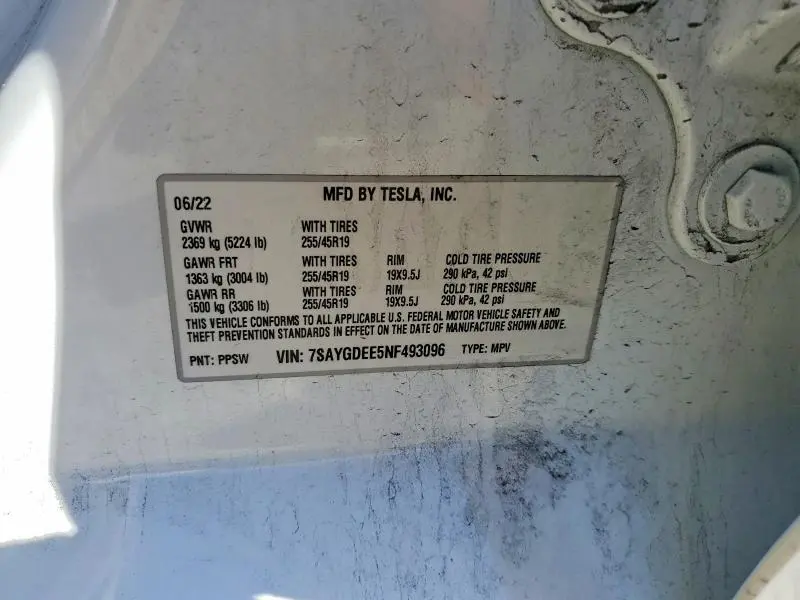 06/22 MFD BY TESLA, INC.
GVWR WITH TIRES
2369 kg (5224 lb) 255/45R19
GAWR FRT WITH TIRES RIM COLD TIRE PRESSURE
1363 kg (3004 lb) 255/45R19 19X9.5J 290 kPa, 42 psi
GAWR RR WITH TIRES RIM COLD TIRE PRESSURE
1500 kg (3306 lb) 255/45R19 19X9.5J 290 kPa, 42 psi
THIS VEHICLE CONFORMS TO ALL APPLICABLE U.S. FEDERAL MOTOR VEHICLE SAFETY AND
THEFT PREVENTION STANDARDS IN EFFECT ON THE DATE OF MANUFACTURE SHOWN ABOVE.
PNT: PPSW VIN: 7SAYGDEE5NF493096 TYPE: MPV